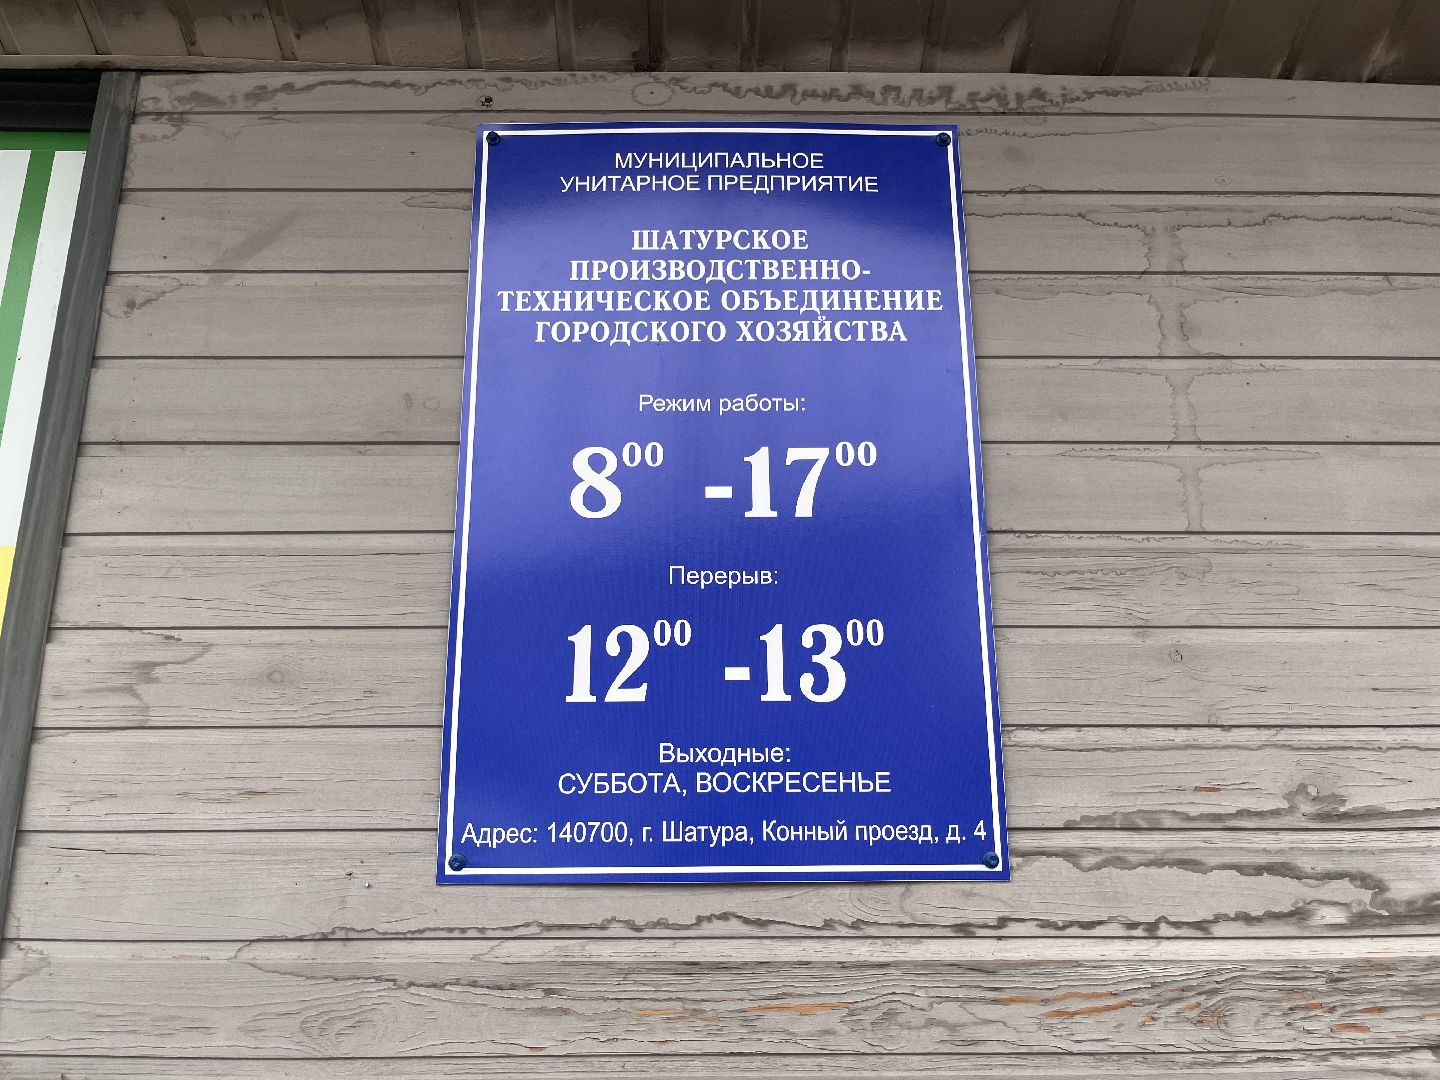 МУНИЦИПАЛЬНОЕ
УНИТАРНОЕ ПРЕДПРИЯТИЕ
ШАТУРСКОЕ
ПРОИЗВОДСТВЕННО-
ТЕХНИЧЕСКОЕ ОБЪЕДИНЕНИЕ
ГОРОДСКОГО ХОЗЯЙСТВА
Режим работы:
8⁰⁰ -17⁰⁰
Перерыв:
12⁰⁰ -13⁰⁰
Выходные:
СУББОТА, ВОСКРЕСЕНЬЕ
Адрес: 140700, г. Шатура, Конный проезд, д. 4